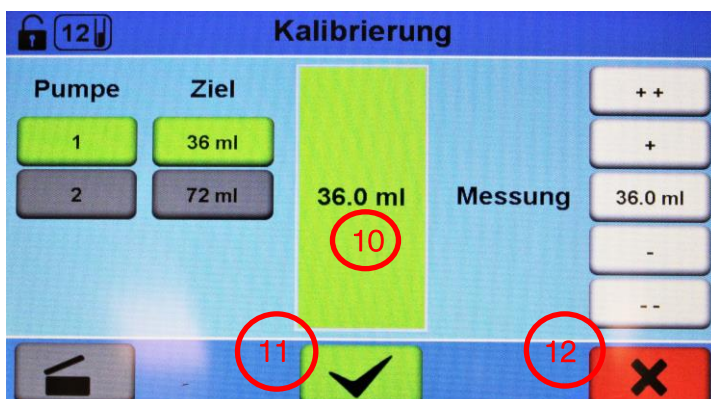 12
Kalibrierung
Pumpe Ziel
1 36 ml
2 72 ml
36.0 ml
10
Messung
+ +
+
36.0 ml
-
- -
11
12